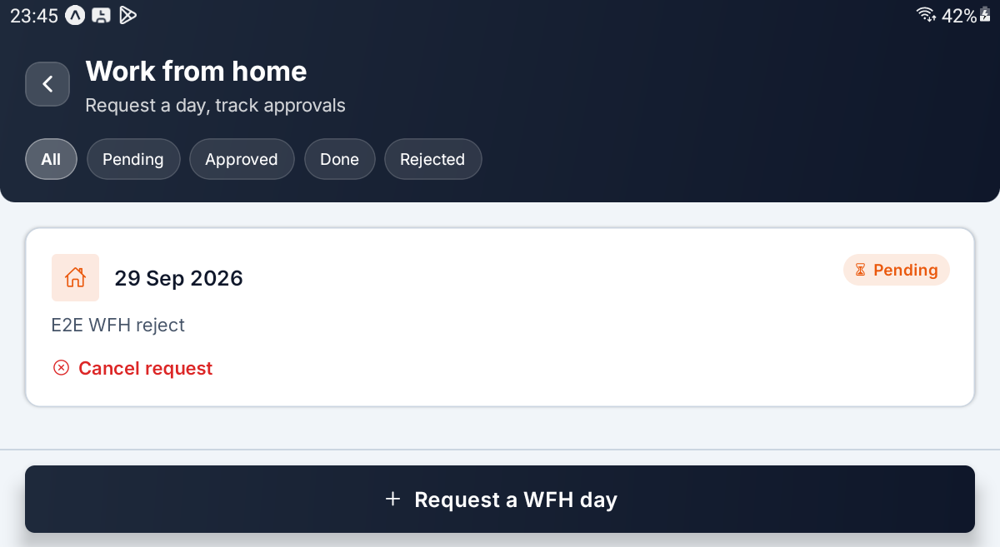 23:45
42%
Work from home
Request a day, track approvals
All
Pending
Approved
Done
Rejected
29 Sep 2026
Pending
E2E WFH reject
Cancel request
+ Request a WFH day